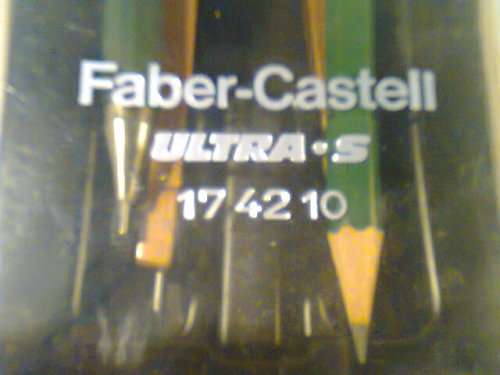 Faber-Castell
ULTRA·S
17 42 10